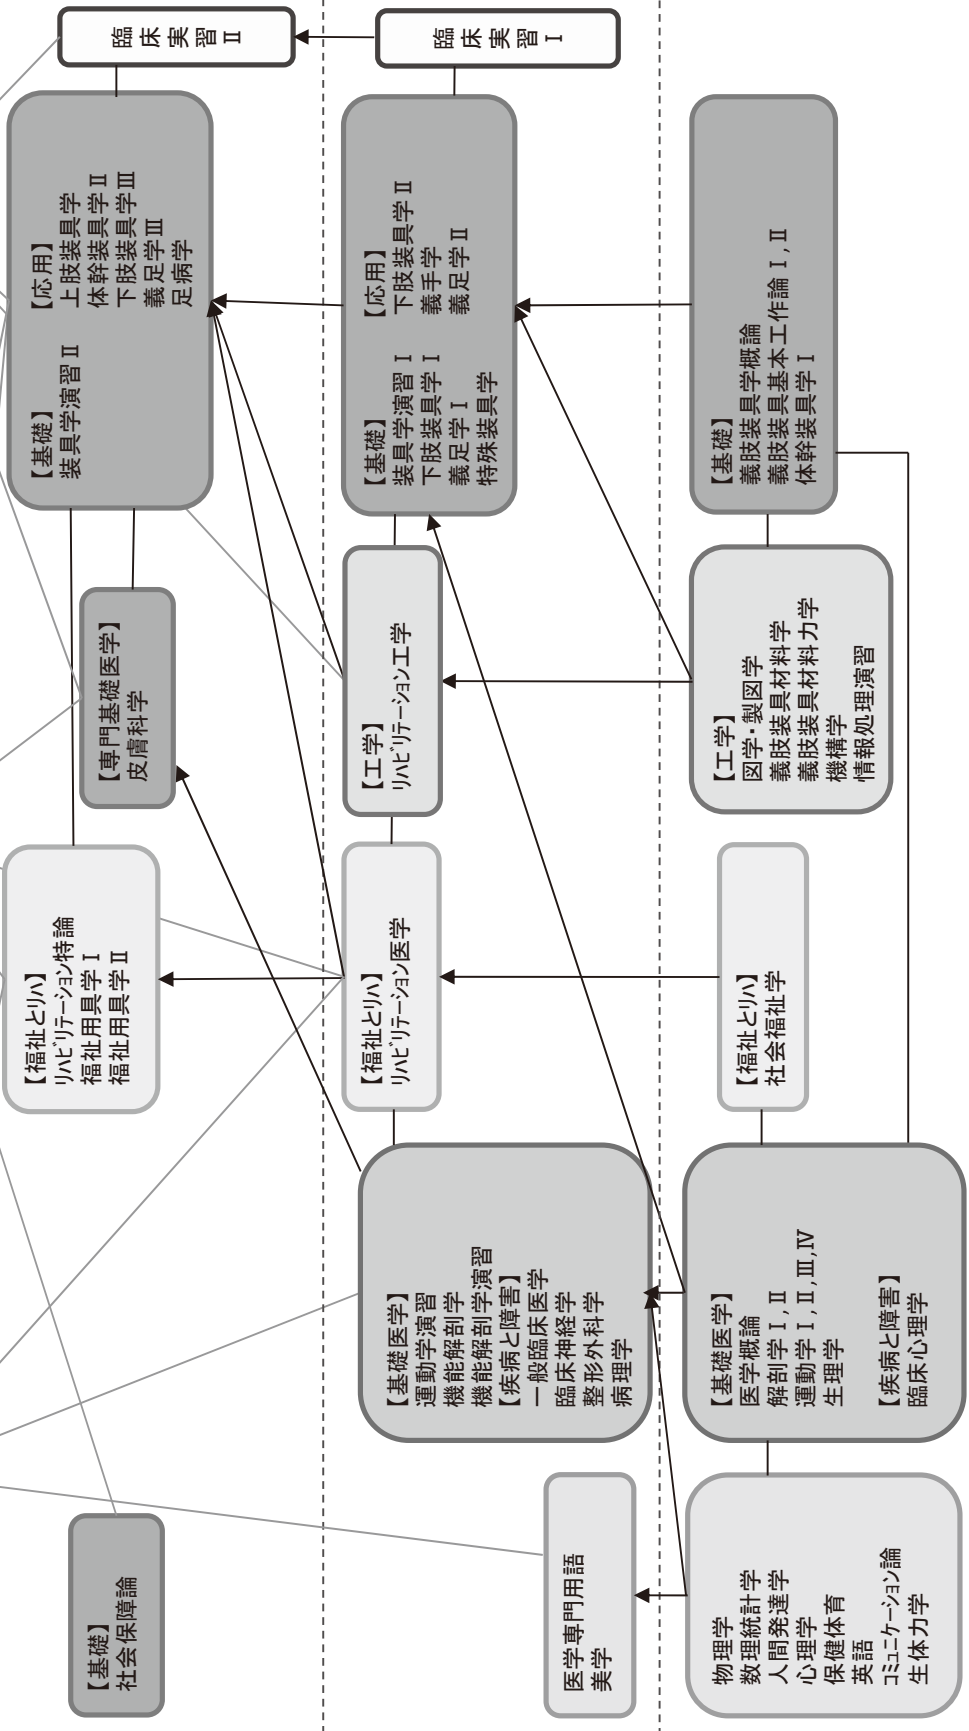 臨床実習Ⅱ
臨床実習Ⅰ
【基礎】
装具学演習Ⅱ
【応用】
上肢装具学
体幹装具学Ⅱ
下肢装具学Ⅲ
義足学Ⅲ
足病学
【基礎】
装具学演習Ⅰ
下肢装具学Ⅰ
義足学Ⅰ
特殊装具学
【応用】
下肢装具学Ⅱ
義手学
義足学Ⅱ
【基礎】
義肢装具学概論
義肢装具基本工作論Ⅰ,Ⅱ
体幹装具学Ⅰ
【専門基礎医学】
皮膚科学
【工学】
リハビリテーション工学
【工学】
図学・製図学
義肢装具材料学
義肢装具材料力学
機構学
情報処理演習
【福祉とリハ】
リハビリテーション特論
福祉用具学Ⅰ
福祉用具学Ⅱ
【福祉とリハ】
リハビリテーション医学
【福祉とリハ】
社会福祉学
【基礎医学】
運動学演習
機能解剖学
機能解剖学演習
【疾病と障害】
一般臨床医学
臨床神経学
整形外科学
病理学
【基礎医学】
医学概論
解剖学Ⅰ,Ⅱ
運動学Ⅰ,Ⅱ,Ⅲ,Ⅳ
生理学
【疾病と障害】
臨床心理学
【基礎】
社会保障論
医学専門用語
美学
物理学
数理統計学
人間発達学
心理学
保健体育
英語
コミュニケーション論
生体力学